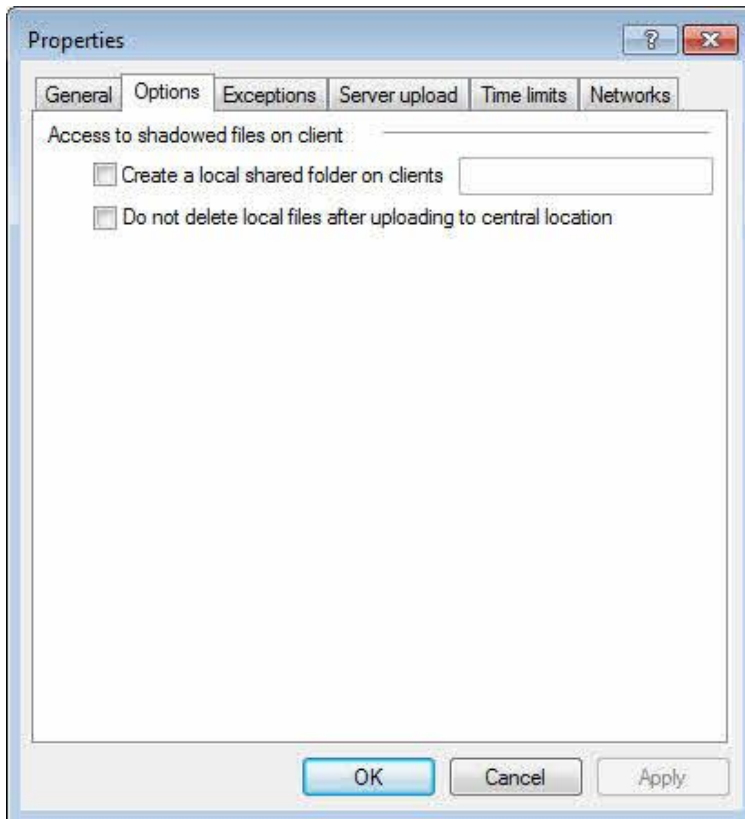 Properties
General Options Exceptions Server upload Time limits Networks
Access to shadowed files on client
Create a local shared folder on clients
Do not delete local files after uploading to central location
OK Cancel Apply